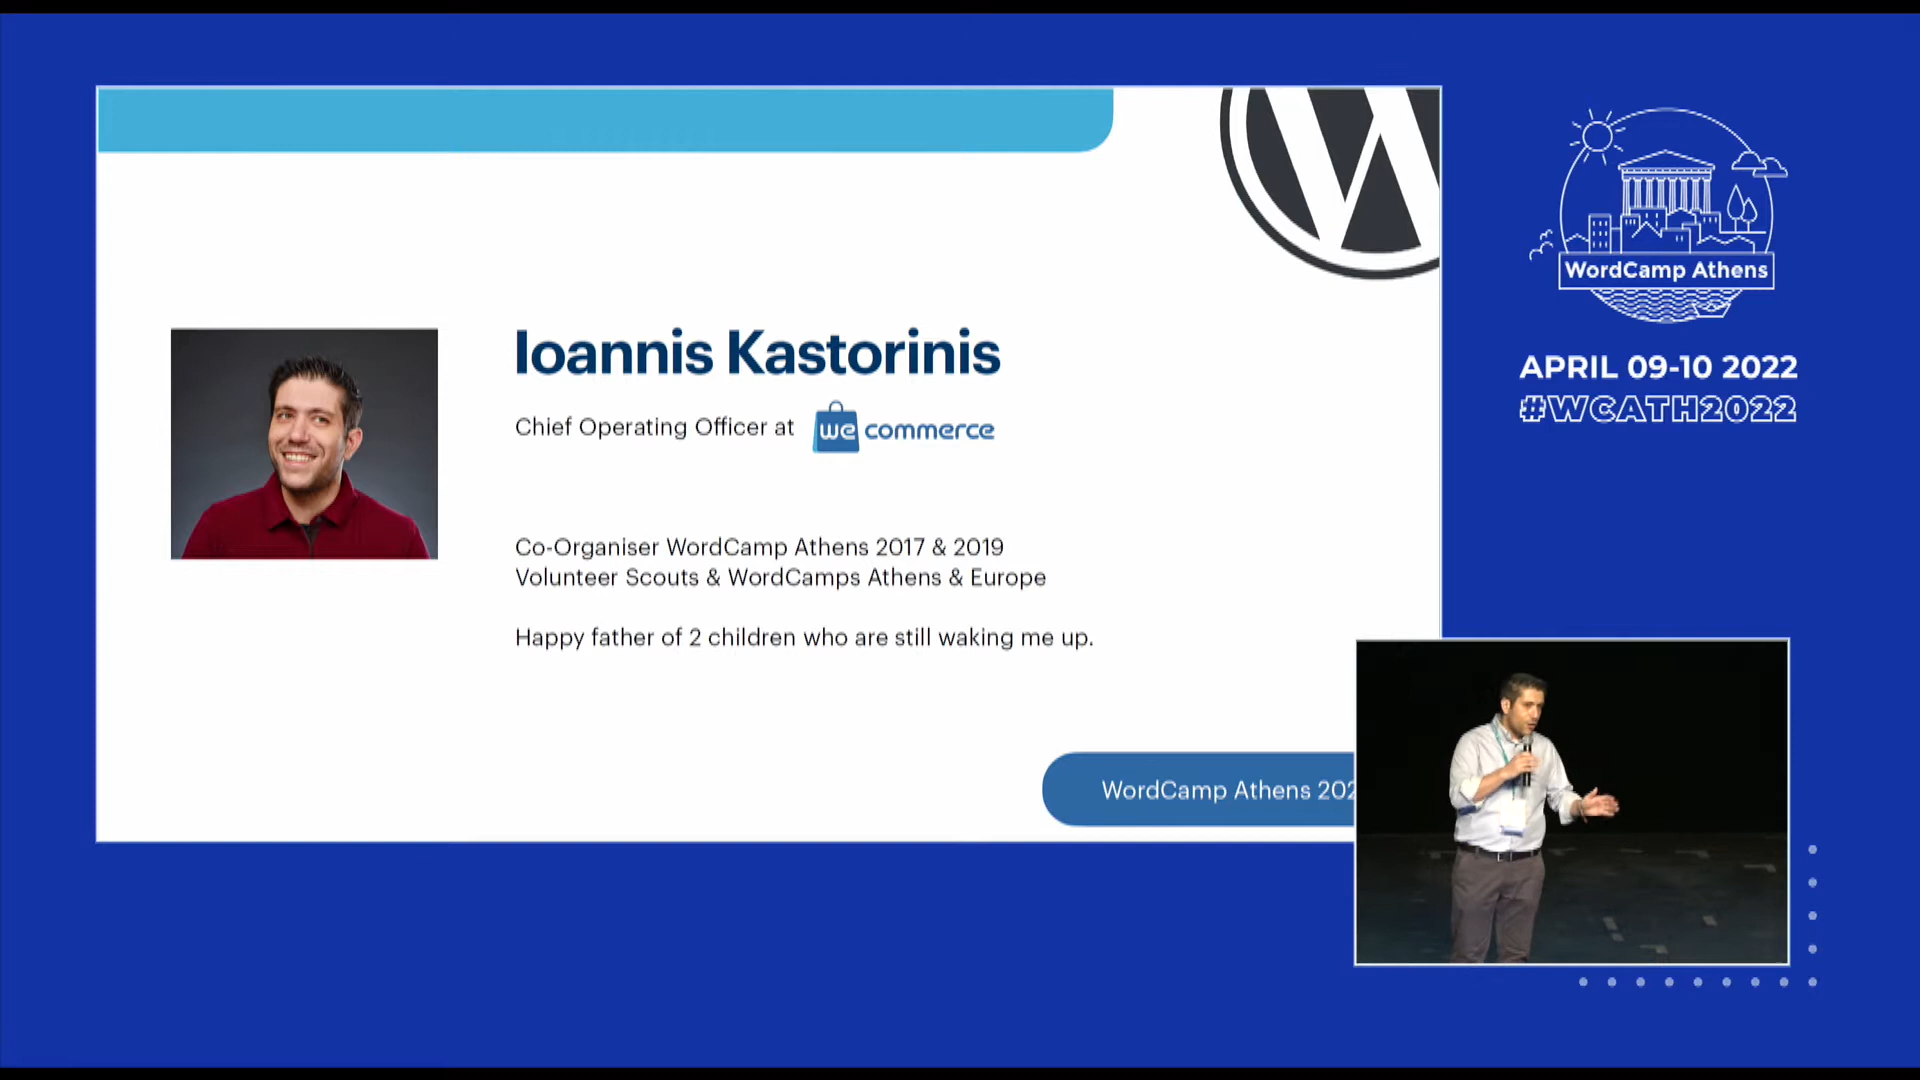 Ioannis Kastorinis
Chief Operating Officer at we commerce
Co-Organiser WordCamp Athens 2017 & 2019
Volunteer Scouts & WordCamps Athens & Europe
Happy father of 2 children who are still waking me up.
WordCamp Athens 202
WordCamp Athens
APRIL 09-10 2022
#WCATH2022